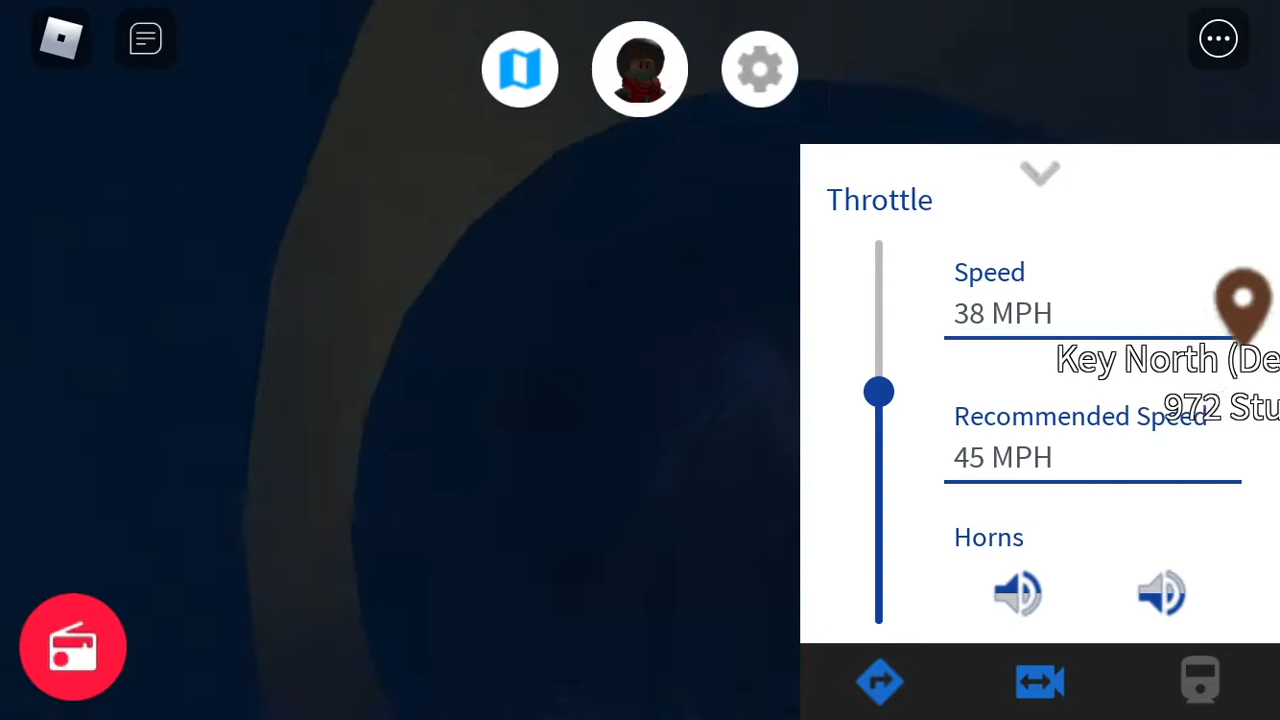 Throttle
Speed
38 MPH
Key North (De
972 Stu
Recommended Speed
45 MPH
Horns